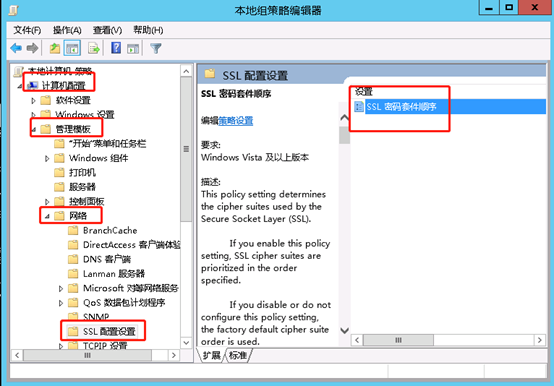 本地组策略编辑器
文件(F) 操作(A) 查看(V) 帮助(H)
本地计算机 策略
计算机配置
软件设置
Windows 设置
管理模板
"开始"菜单和任务栏
Windows 组件
打印机
服务器
控制面板
网络
BranchCache
DirectAccess 客户端体验
DNS 客户端
Lanman 服务器
Microsoft 对等网络服务
QoS 数据包计划程序
SNMP
SSL 配置设置
TCPIP 设置
SSL 配置设置
SSL 密码套件顺序
编辑策略设置
要求:
Windows Vista 及以上版本
描述:
This policy setting determines
the cipher suites used by the
Secure Socket Layer (SSL).
If you enable this policy
setting, SSL cipher suites are
prioritized in the order
specified.
If you disable or do not
configure this policy setting,
the factory default cipher suite
order is used.
设置
SSL 密码套件顺序
扩展 标准